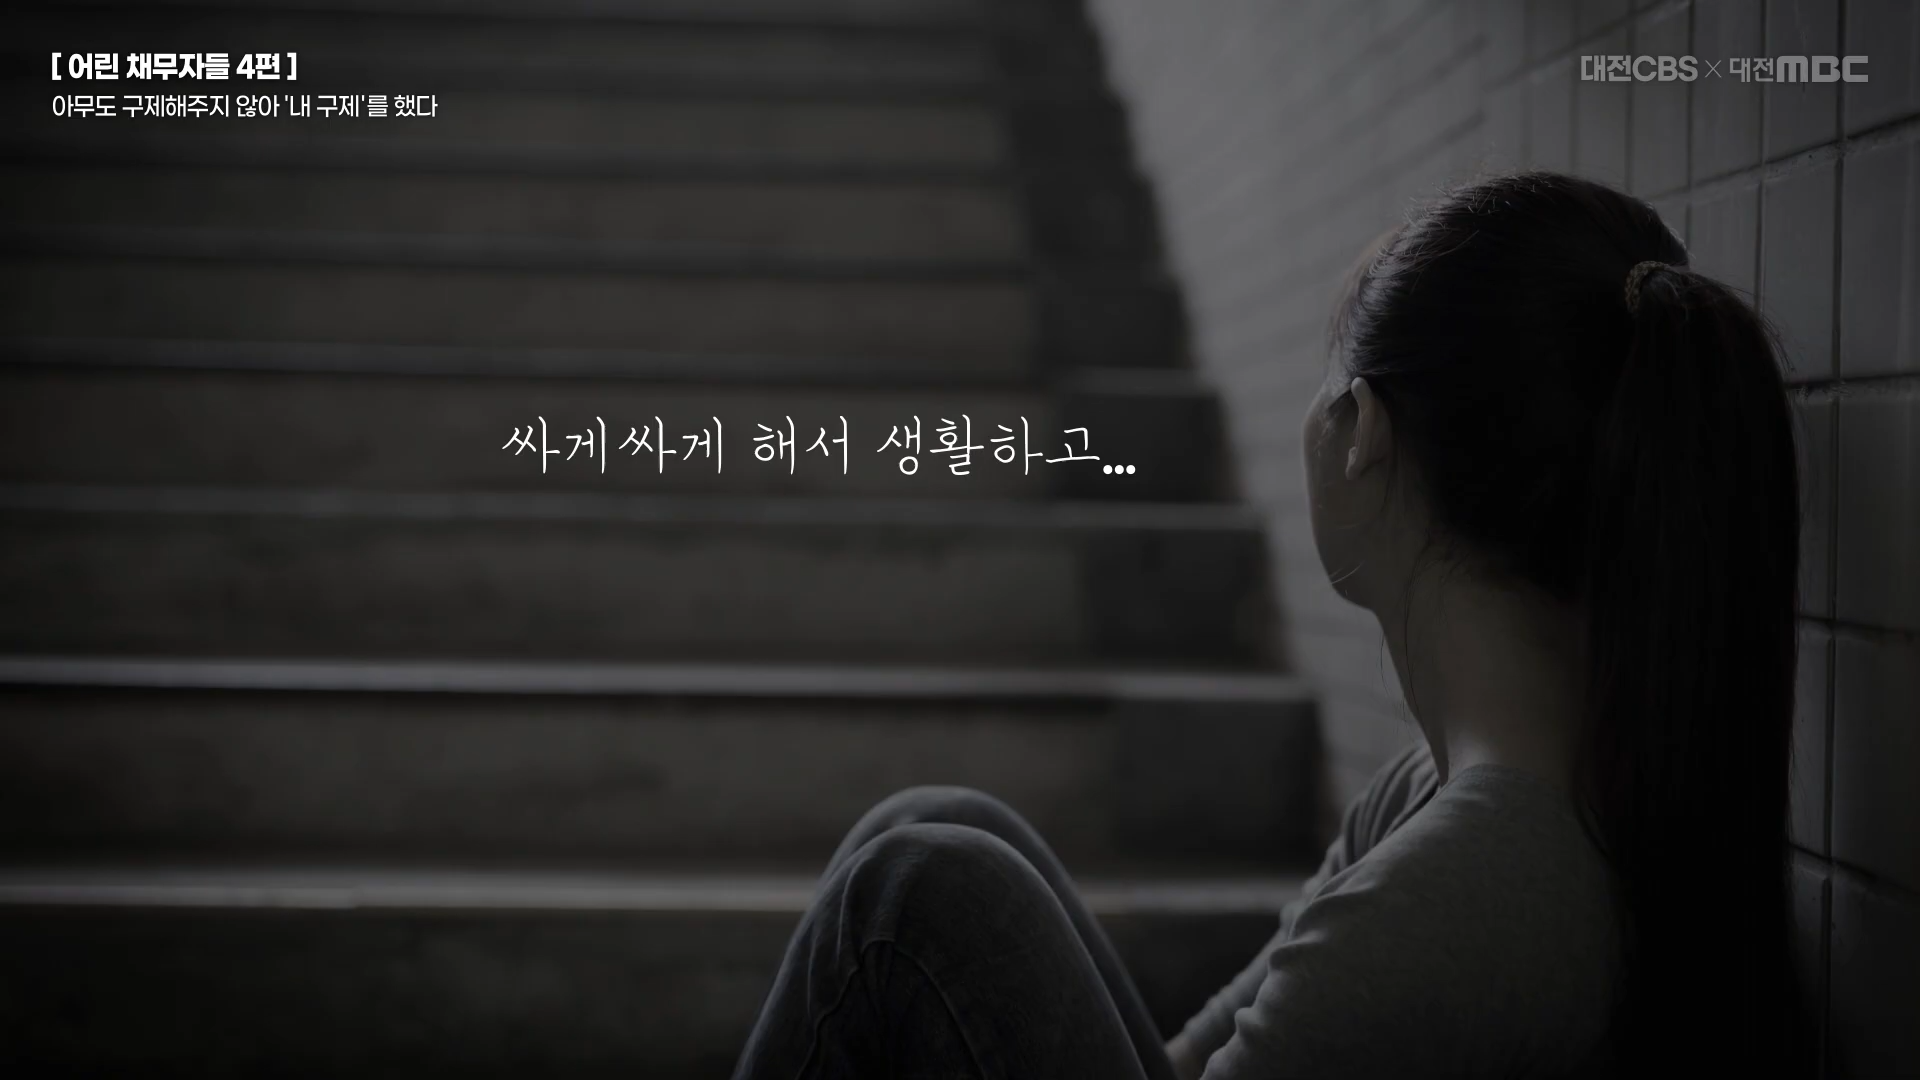 [ 어린 채무자들 4편 ]
아무도 구제해주지 않아 '내 구제'를 했다
대전CBS×대전MBC
싸게싸게 해서 생활하고...